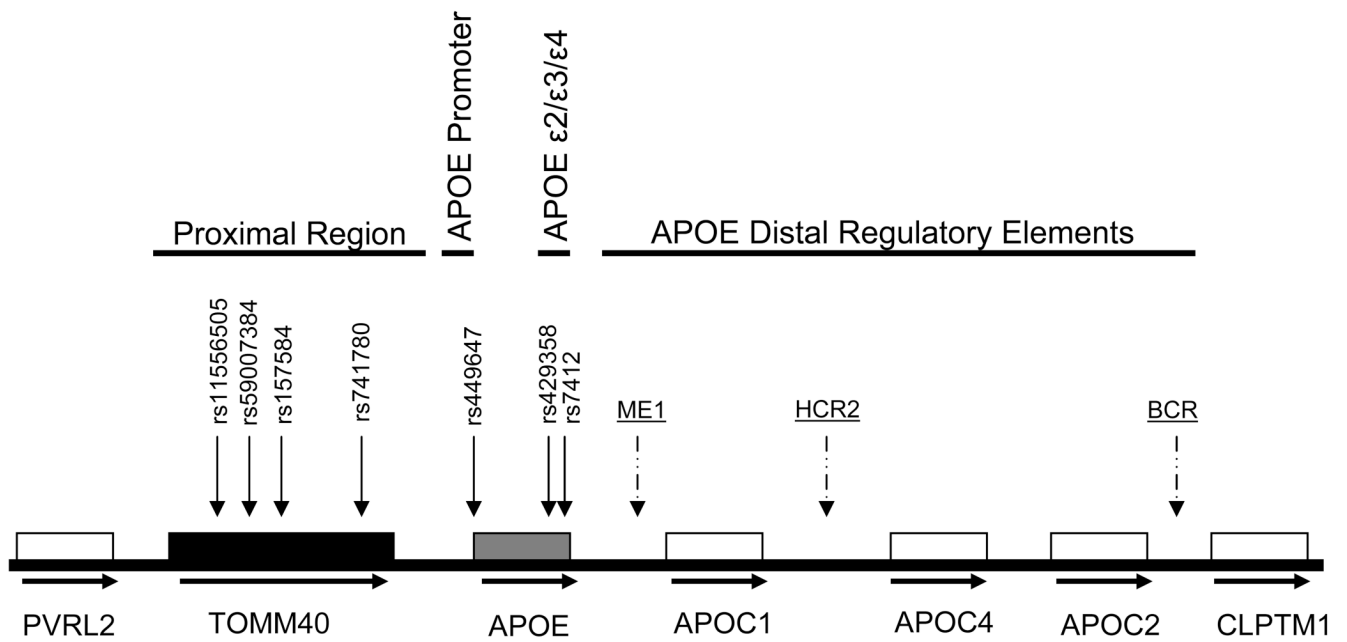 APOE Promoter
APOE ε2/ε3/ε4
Proximal Region
APOE Distal Regulatory Elements
rs11556505
rs59007384
rs157584
rs741780
rs449647
rs429358
rs7412
ME1
HCR2
BCR
PVRL2
TOMM40
APOE
APOC1
APOC4
APOC2
CLPTM1